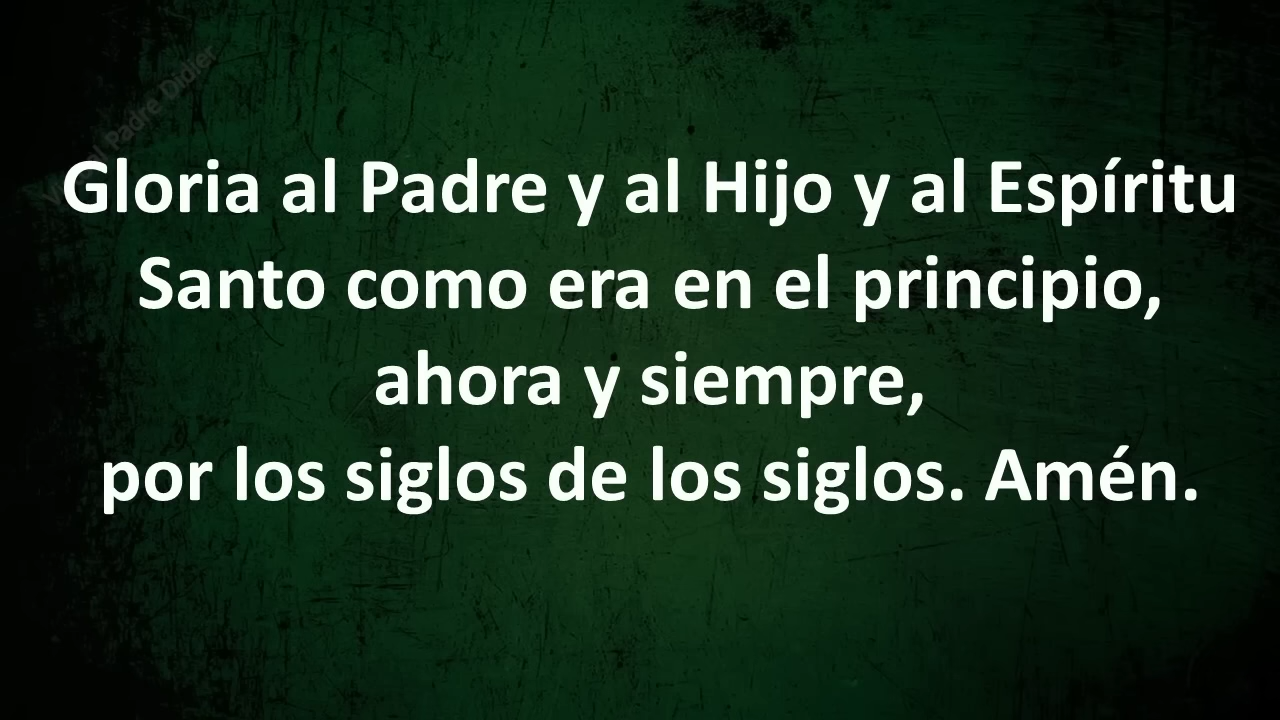 Padre Didier
Gloria al Padre y al Hijo y al Espíritu
Santo como era en el principio,
ahora y siempre,
por los siglos de los siglos. Amén.